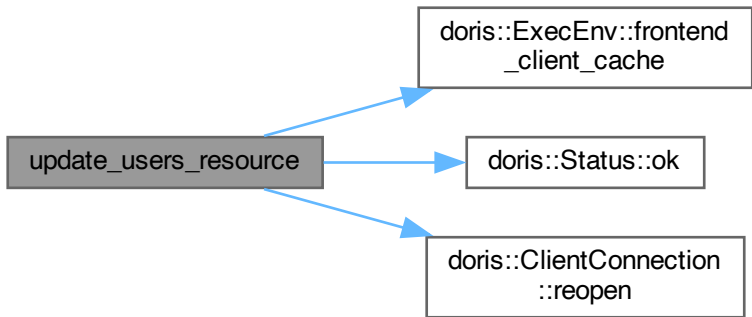 update_users_resource
doris::ExecEnv::frontend
_client_cache
doris::Status::ok
doris::ClientConnection
::reopen